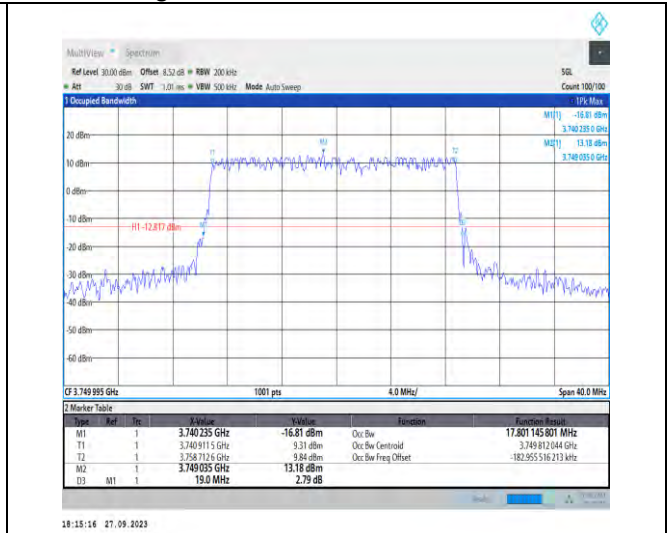 MultiView Spectrum
Ref Level 30.00 dBm Offset 8.52 dB RBW 200 kHz SGL
Att 30 dB SWT 1.01 ms VBW 500 kHz Mode Auto Sweep Count 100/100
1 Occupied Bandwidth 1Pk Max
M1[1] -16.81 dBm
3.740 235 0 GHz
M2[1] 13.18 dBm
3.749 035 0 GHz
20 dBm
T1 M2 T2
10 dBm
0 dBm
-10 dBm
H1 -12.817 dBm
-20 dBm
-30 dBm
-40 dBm
-50 dBm
-60 dBm
CF 3.749 995 GHz 1001 pts 4.0 MHz/ Span 40.0 MHz
2 Marker Table
Type Ref Trc X-Value Y-Value Function Function Result
M1 1 3.740 235 GHz -16.81 dBm Occ Bw 17.801 145 801 MHz
T1 1 3.740 911 5 GHz 9.31 dBm Occ Bw Centroid 3.749 812 044 GHz
T2 1 3.758 712 6 GHz 9.84 dBm Occ Bw Freq Offset -182.955 516 213 kHz
M2 1 3.749 035 GHz 13.18 dBm
D3 M1 1 19.0 MHz 2.79 dB
18:15:16 27.09.2023